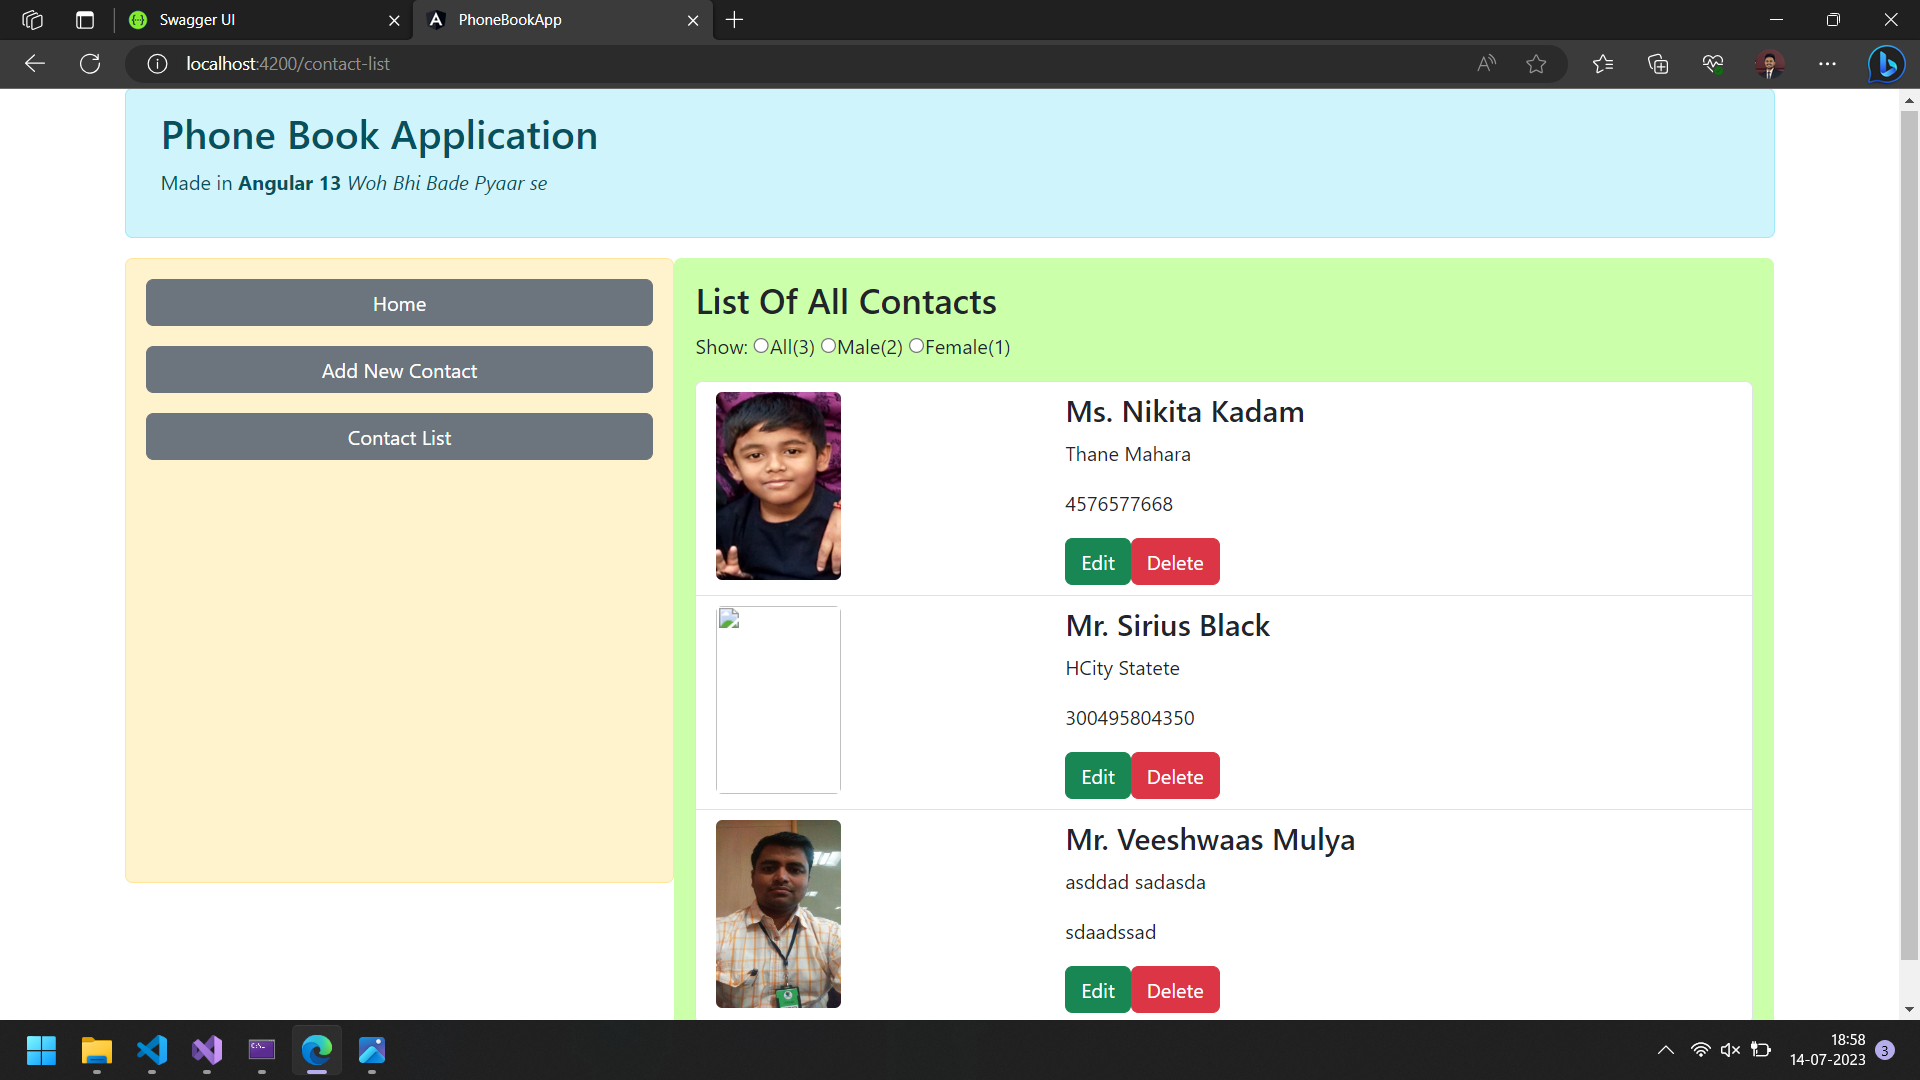 Swagger UI
PhoneBookApp
localhost:4200/contact-list
Phone Book Application
Made in Angular 13 Woh Bhi Bade Pyaar se
Home
Add New Contact
Contact List
List Of All Contacts
Show: All(3) Male(2) Female(1)
Ms. Nikita Kadam
Thane Mahara
4576577668
Edit Delete
Mr. Sirius Black
HCity Statete
300495804350
Edit Delete
Mr. Veeshwaas Mulya
asddad sadasda
sdaadssad
Edit Delete
18:58
14-07-2023
3